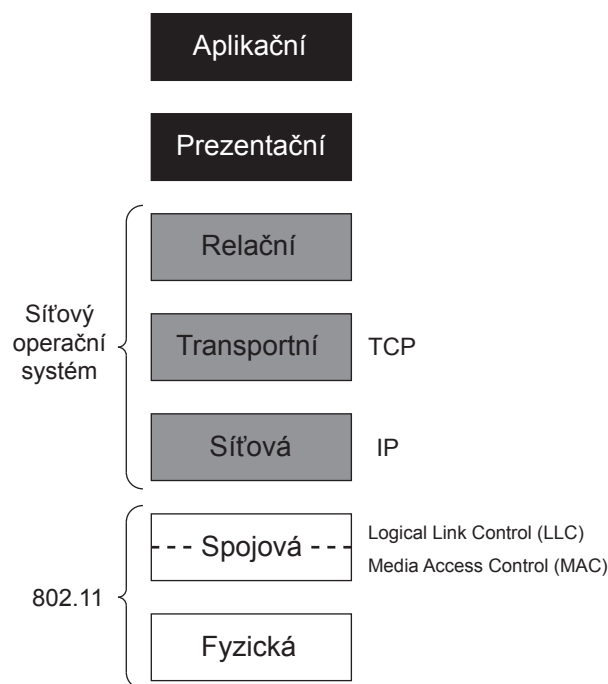 Aplikační
Prezentační
Relační
Síťový
operační
systém
Transportní
TCP
Síťová
IP
Spojová
Logical Link Control (LLC)
Media Access Control (MAC)
802.11
Fyzická